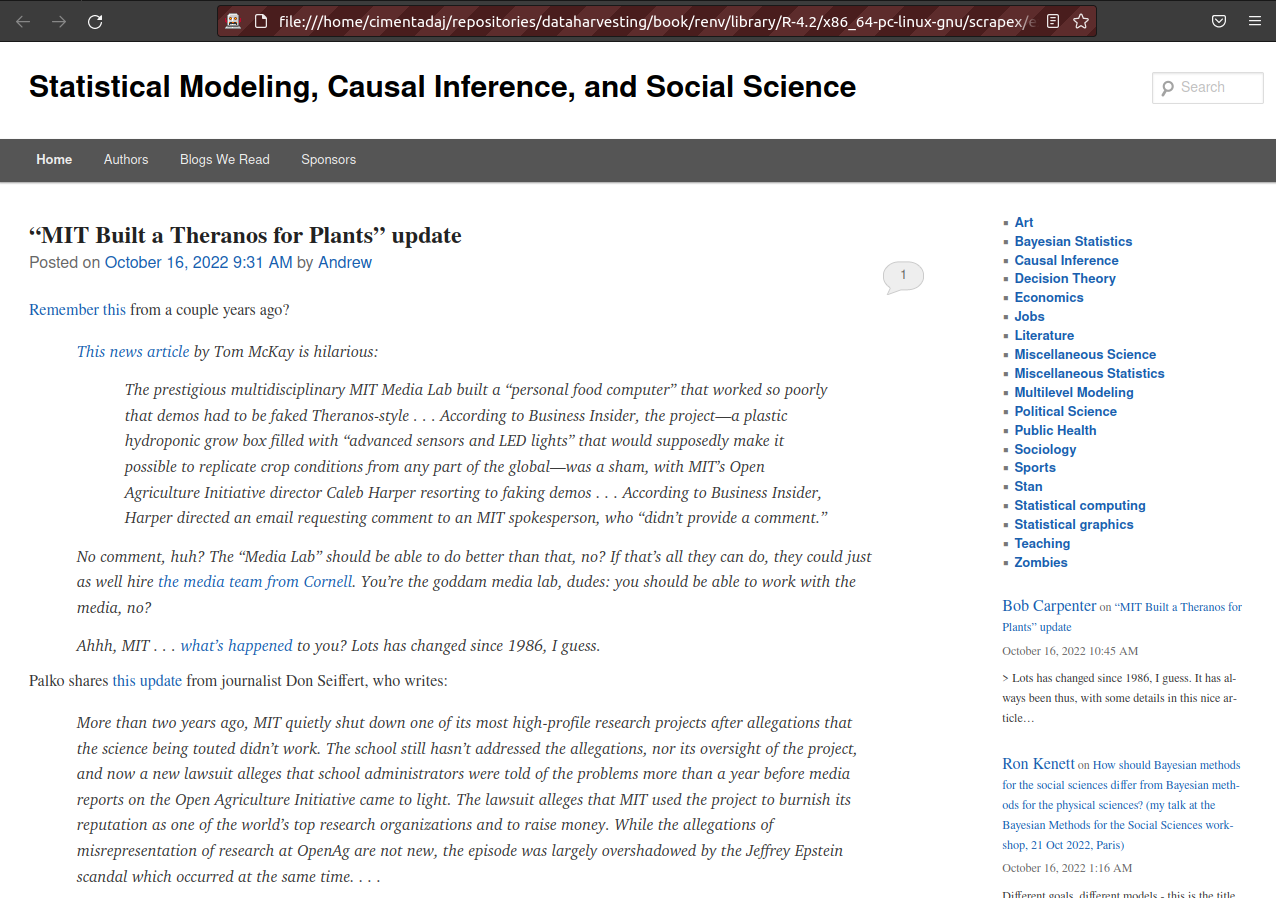 file:///home/cimentadaj/repositories/dataharvesting/book/renv/library/R-4.2/x86_64-pc-linux-gnu/scrapex/e
Statistical Modeling, Causal Inference, and Social Science
Search
Home Authors Blogs We Read Sponsors
“MIT Built a Theranos for Plants” update
Posted on October 16, 2022 9:31 AM by Andrew
1
Remember this from a couple years ago?
This news article by Tom McKay is hilarious:
The prestigious multidisciplinary MIT Media Lab built a “personal food computer” that worked so poorly
that demos had to be faked Theranos-style . . . According to Business Insider, the project—a plastic
hydroponic grow box filled with “advanced sensors and LED lights” that would supposedly make it
possible to replicate crop conditions from any part of the global—was a sham, with MIT’s Open
Agriculture Initiative director Caleb Harper resorting to faking demos . . . According to Business Insider,
Harper directed an email requesting comment to an MIT spokesperson, who “didn’t provide a comment.”
No comment, huh? The “Media Lab” should be able to do better than that, no? If that’s all they can do, they could just
as well hire the media team from Cornell. You’re the goddam media lab, dudes: you should be able to work with the
media, no?
Ahhh, MIT . . . what’s happened to you? Lots has changed since 1986, I guess.
Palko shares this update from journalist Don Seiffert, who writes:
More than two years ago, MIT quietly shut down one of its most high-profile research projects after allegations that
the science being touted didn’t work. The school still hasn’t addressed the allegations, nor its oversight of the project,
and now a new lawsuit alleges that school administrators were told of the problems more than a year before media
reports on the Open Agriculture Initiative came to light. The lawsuit alleges that MIT used the project to burnish its
reputation as one of the world’s top research organizations and to raise money. While the allegations of
misrepresentation of research at OpenAg are not new, the episode was largely overshadowed by the Jeffrey Epstein
scandal which occurred at the same time. . . .
Art
Bayesian Statistics
Causal Inference
Decision Theory
Economics
Jobs
Literature
Miscellaneous Science
Miscellaneous Statistics
Multilevel Modeling
Political Science
Public Health
Sociology
Sports
Stan
Statistical computing
Statistical graphics
Teaching
Zombies
Bob Carpenter on “MIT Built a Theranos for
Plants” update
October 16, 2022 10:45 AM
> Lots has changed since 1986, I guess. It has al-
ways been thus, with some details in this nice ar-
ticle…
Ron Kenett on How should Bayesian methods
for the social sciences differ from Bayesian meth-
ods for the physical sciences? (my talk at the
Bayesian Methods for the Social Sciences work-
shop, 21 Oct 2022, Paris)
October 16, 2022 1:16 AM
Different goals, different models - this is the title